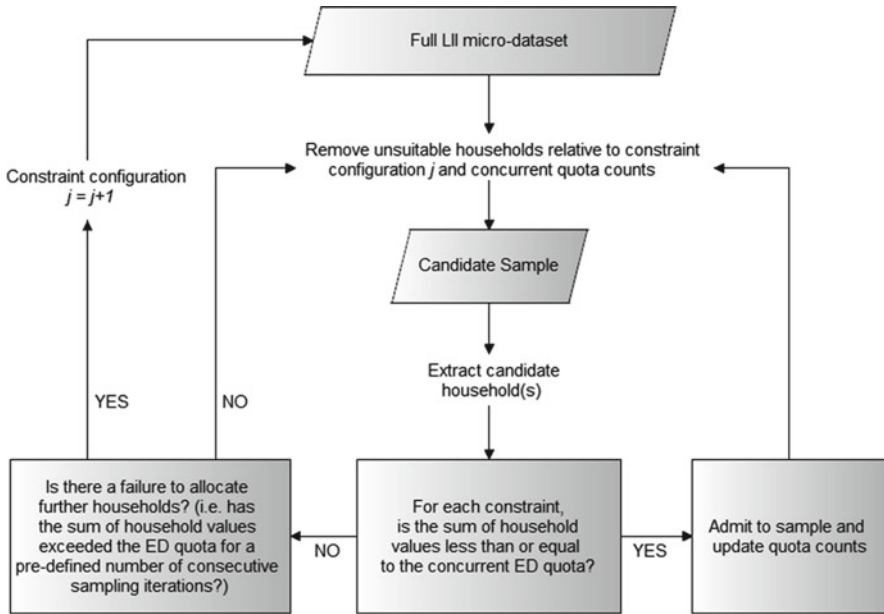 Full LII micro-dataset
Remove unsuitable households relative to constraint
configuration j and concurrent quota counts
Constraint configuration
j = j+1
Candidate Sample
Extract candidate
household(s)
YES
NO
Is there a failure to allocate
further households? (i.e. has
the sum of household values
exceeded the ED quota for a
pre-defined number of consecutive
sampling iterations?)
NO
For each constraint,
is the sum of household
values less than or equal
to the concurrent ED quota?
YES
Admit to sample and
update quota counts